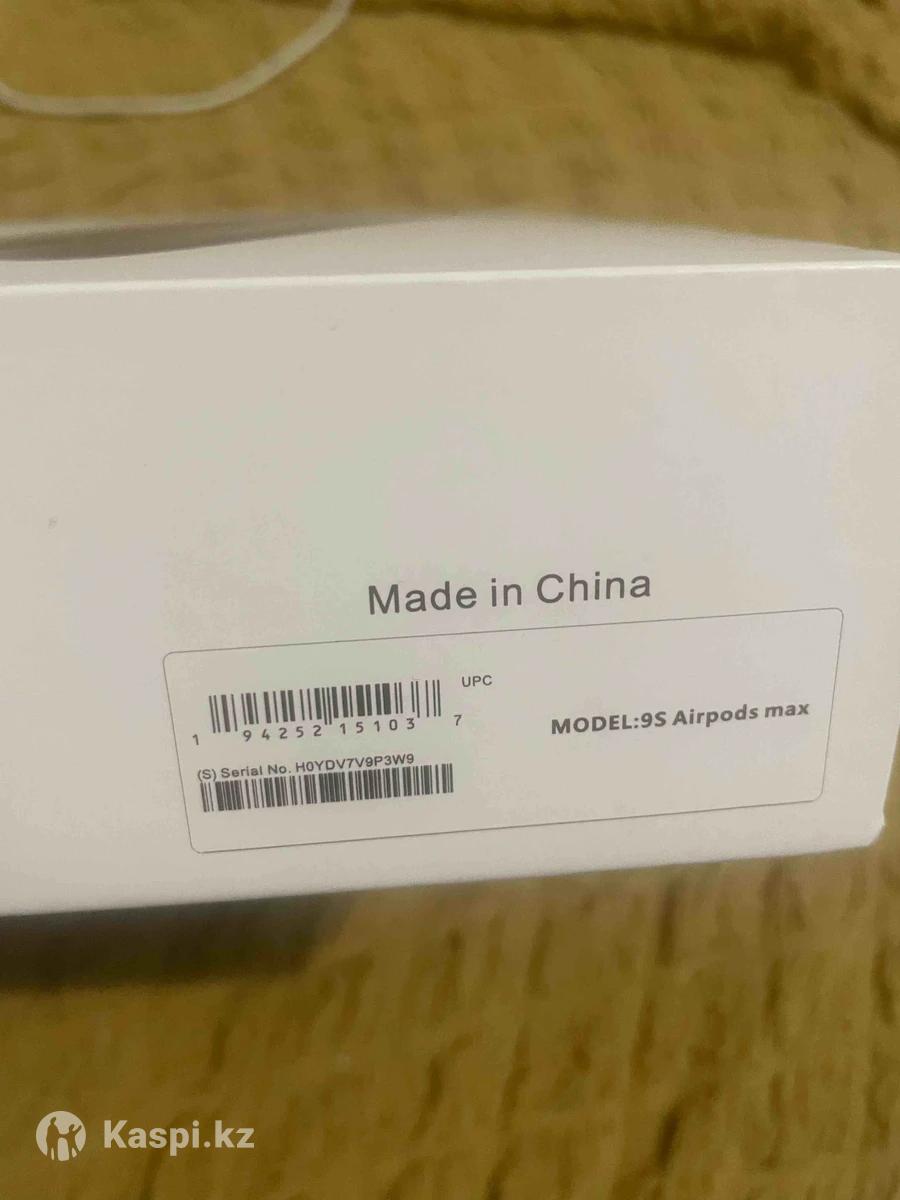 Made in China
UPC
1 94252 15103 7
MODEL:9S Airpods max
(S) Serial No. H0YDV7V9P3W9
Kaspi.kz